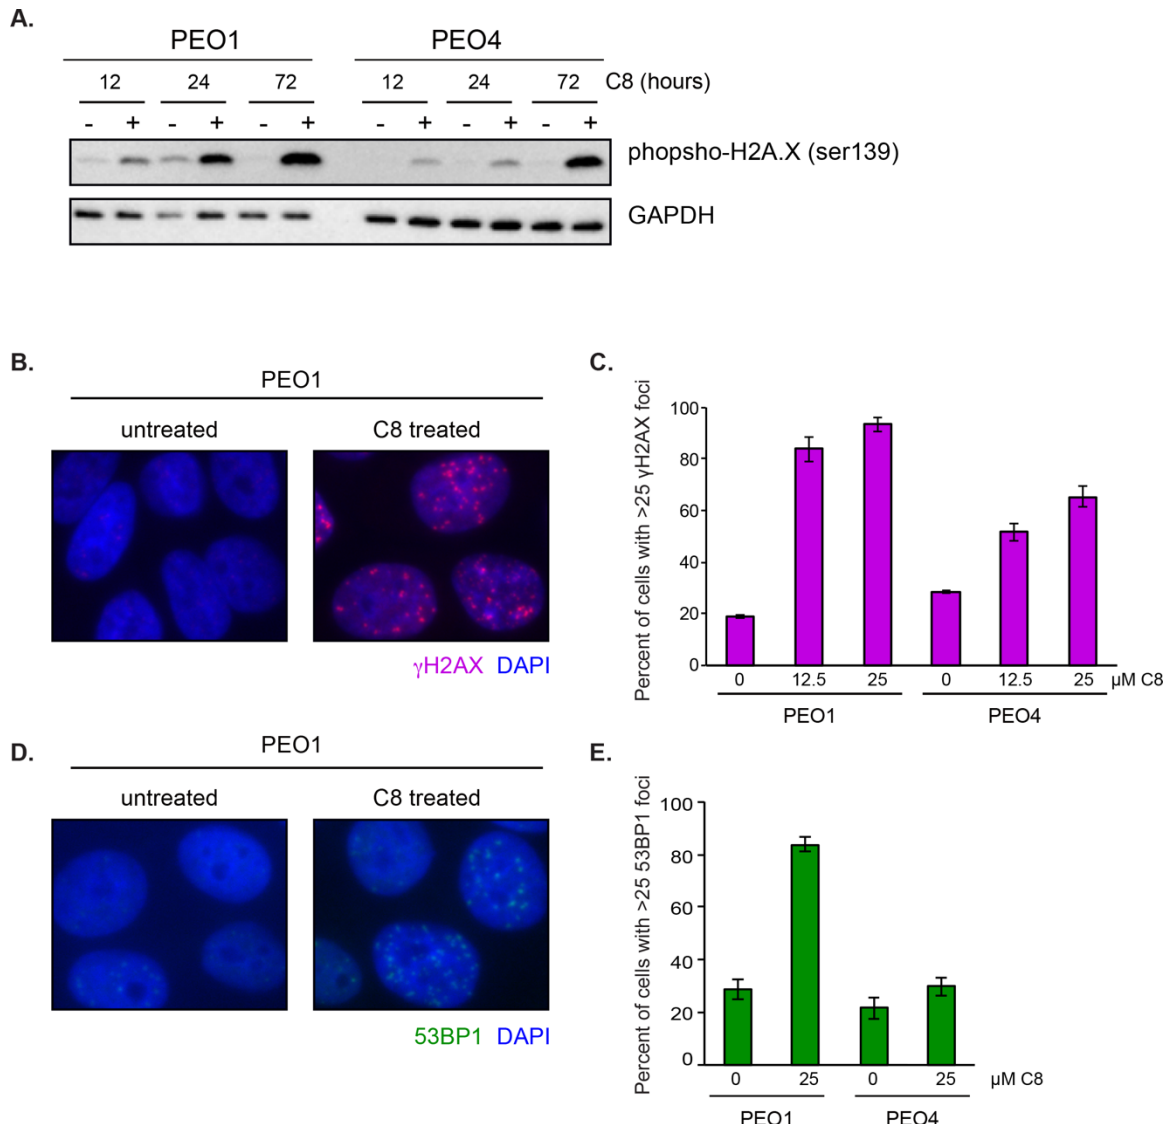 A.
PEO1 PEO4
12 24 72 12 24 72 C8 (hours)
- + - + - + - + - + - +
phopsho-H2A.X (ser139)
GAPDH
B.
PEO1
untreated C8 treated
γH2AX DAPI
C.
Percent of cells with >25 γH2AX foci
100
80
60
40
20
0
0 12.5 25 0 12.5 25 μM C8
PEO1 PEO4
D.
PEO1
untreated C8 treated
53BP1 DAPI
E.
Percent of cells with >25 53BP1 foci
100
80
60
40
20
0
0 25 0 25 μM C8
PEO1 PEO4